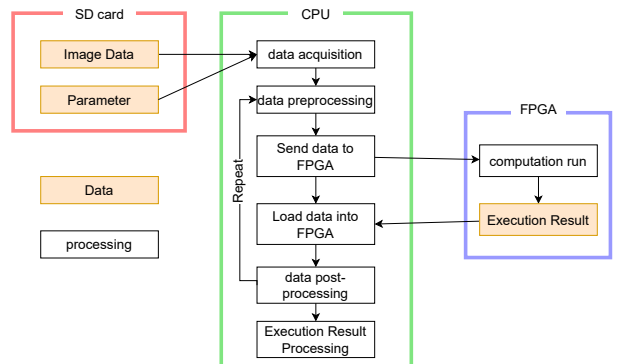 SD card
Image Data
Parameter
Data
processing
CPU
data acquisition
data preprocessing
Send data to
FPGA
Repeat
Load data into
FPGA
data post-
processing
Execution Result
Processing
FPGA
computation run
Execution Result